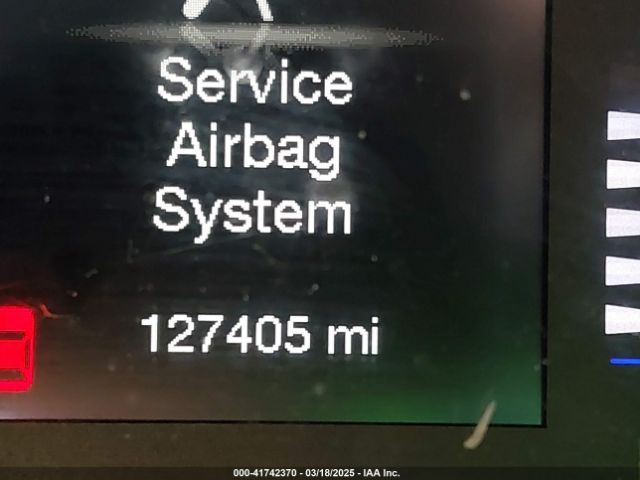 Service
Airbag
System
127405 mi
000-41742370 - 03/18/2025 - IAA Inc.